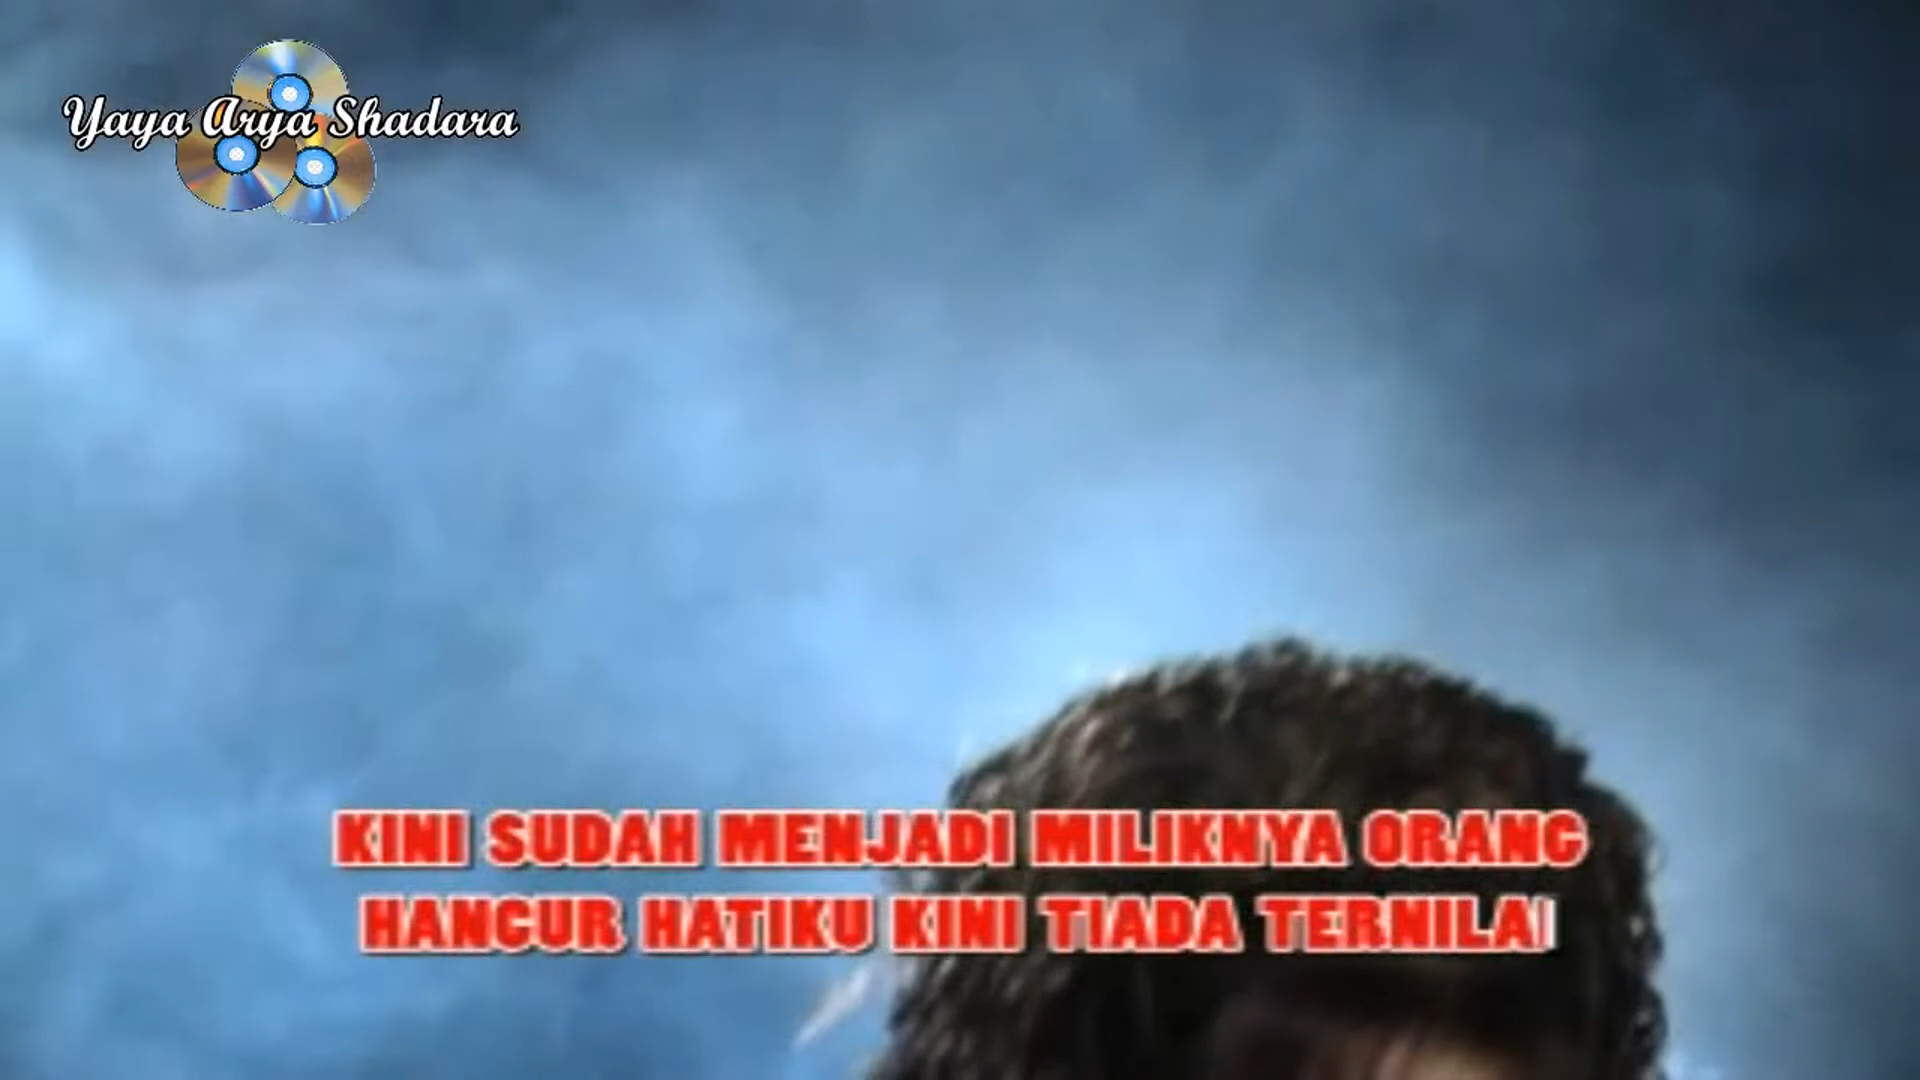 Yaya Arya Shadara
KINI SUDAH MENJADI MILIKNYA ORANG
HANCUR HATIKU KINI TIADA TERNILAI